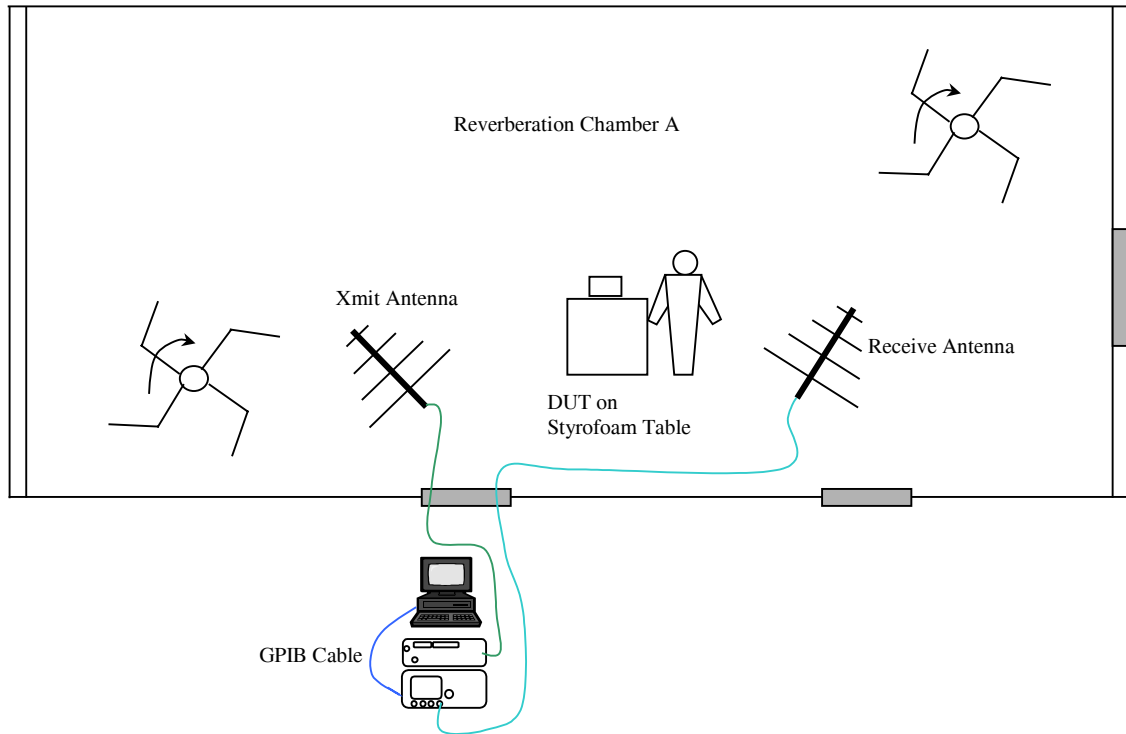 Reverberation Chamber A
Xmit Antenna
Receive Antenna
DUT on
Styrofoam Table
GPIB Cable